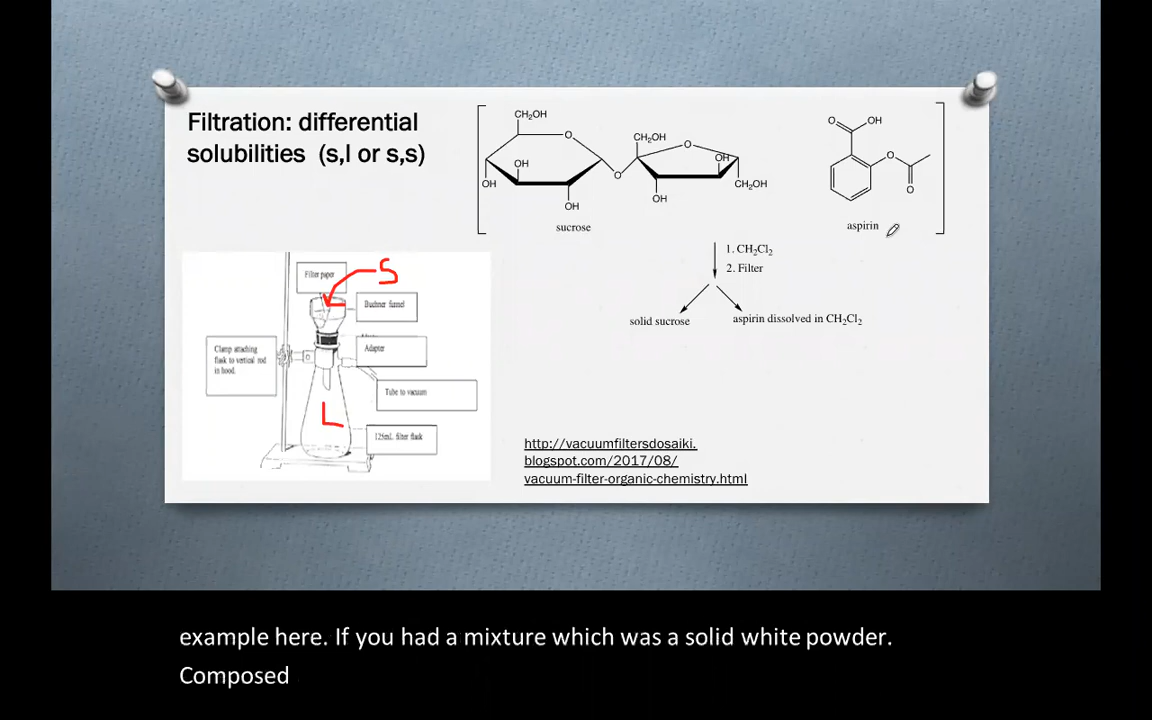 Filtration: differential
solubilities (s,l or s,s)
CH₂OH
O
OH
OH
OH
O
CH₂OH
O
OH
CH₂OH
OH
sucrose
O
OH
O
O
aspirin
1. CH₂Cl₂
2. Filter
solid sucrose
aspirin dissolved in CH₂Cl₂
Filter paper
S
Buchner funnel
Clamp attaching
flask to vertical rod
in hood.
Adapter
Tube to vacuum
L
125mL filter flask
http://vacuumfiltersdosaiki.
blogspot.com/2017/08/
vacuum-filter-organic-chemistry.html
example here. If you had a mixture which was a solid white powder.
Composed